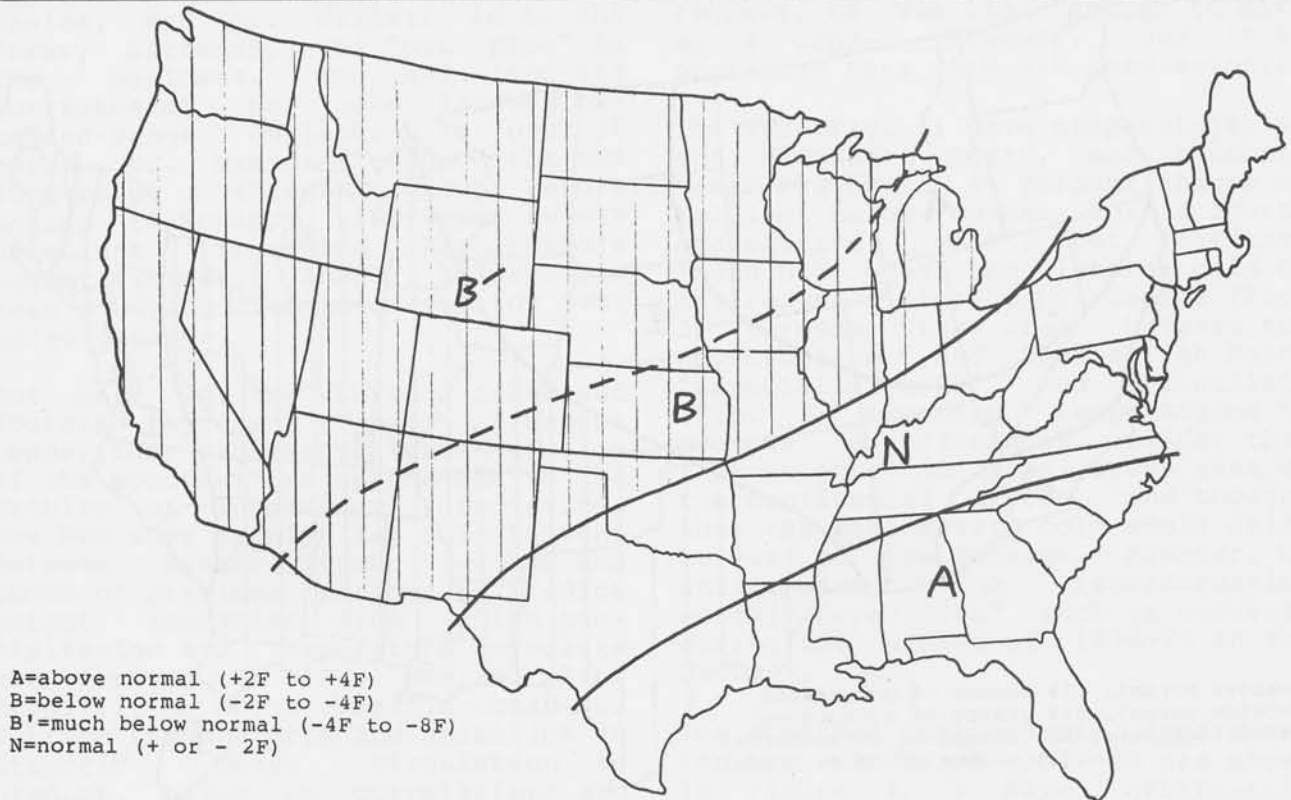 B'
B
N
A
A=above normal (+2F to +4F)
B=below normal (-2F to -4F)
B'=much below normal (-4F to -8F)
N=normal (+ or - 2F)